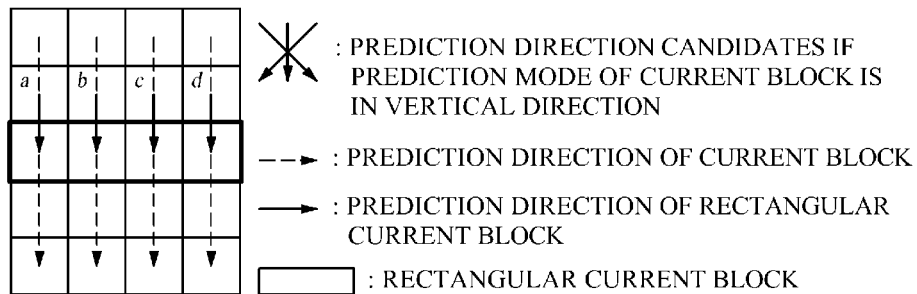 a b c d
: PREDICTION DIRECTION CANDIDATES IF
PREDICTION MODE OF CURRENT BLOCK IS
IN VERTICAL DIRECTION
: PREDICTION DIRECTION OF CURRENT BLOCK
: PREDICTION DIRECTION OF RECTANGULAR
CURRENT BLOCK
: RECTANGULAR CURRENT BLOCK